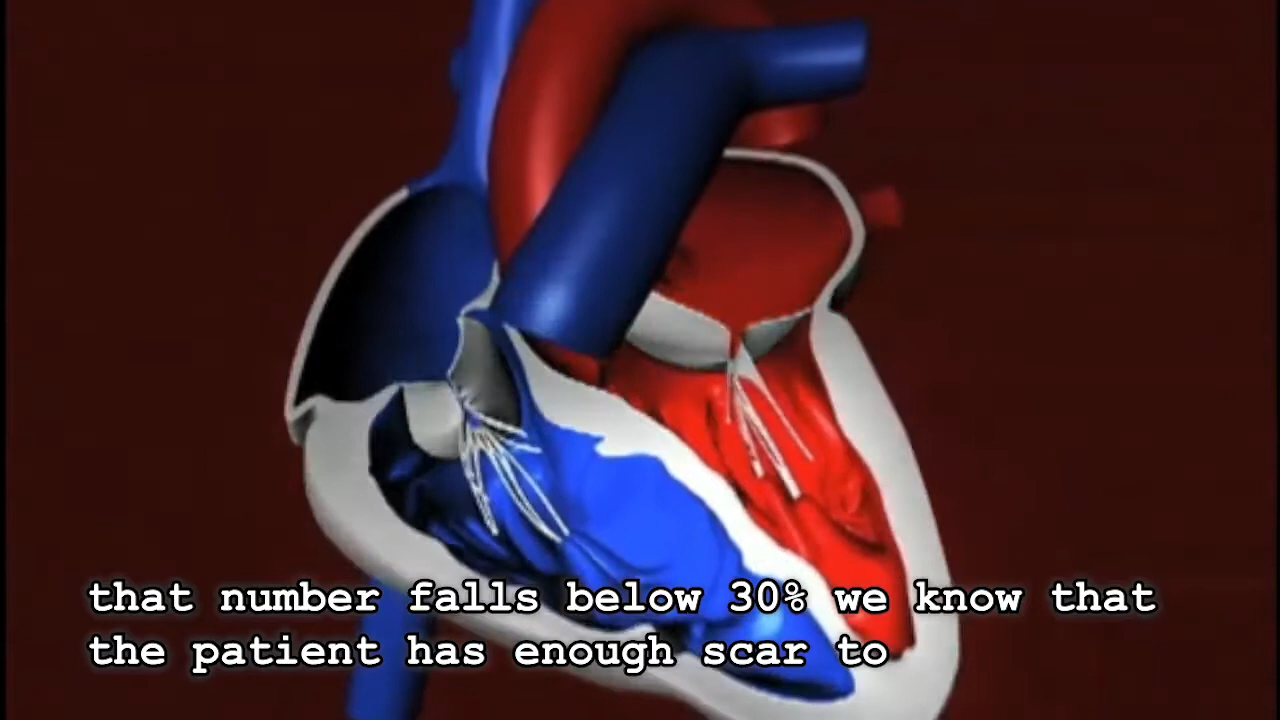 that number falls below 30% we know that
the patient has enough scar to